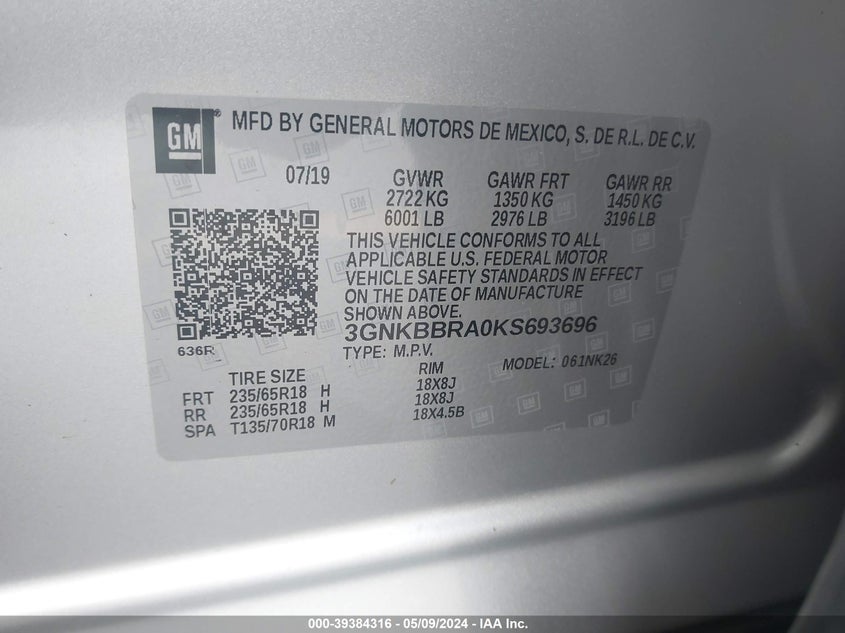 GM
®
MFD BY GENERAL MOTORS DE MEXICO, S. DE R.L. DE C.V.
07/19
GVWR GAWR FRT GAWR RR
2722 KG 1350 KG 1450 KG
6001 LB 2976 LB 3196 LB
THIS VEHICLE CONFORMS TO ALL
APPLICABLE U.S. FEDERAL MOTOR
VEHICLE SAFETY STANDARDS IN EFFECT
ON THE DATE OF MANUFACTURE
SHOWN ABOVE.
3GNKBBRA0KS693696
636R
TYPE: M.P.V. MODEL: 061NK26
TIRE SIZE RIM
FRT 235/65R18 H 18X8J
RR 235/65R18 H 18X8J
SPA T135/70R18 M 18X4.5B
000-39384316 - 05/09/2024 - IAA Inc.